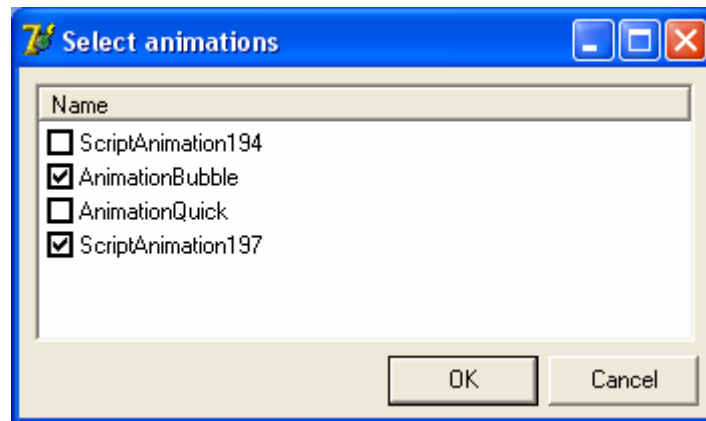 Select animations
Name
ScriptAnimation194
AnimationBubble
AnimationQuick
ScriptAnimation197
OK Cancel